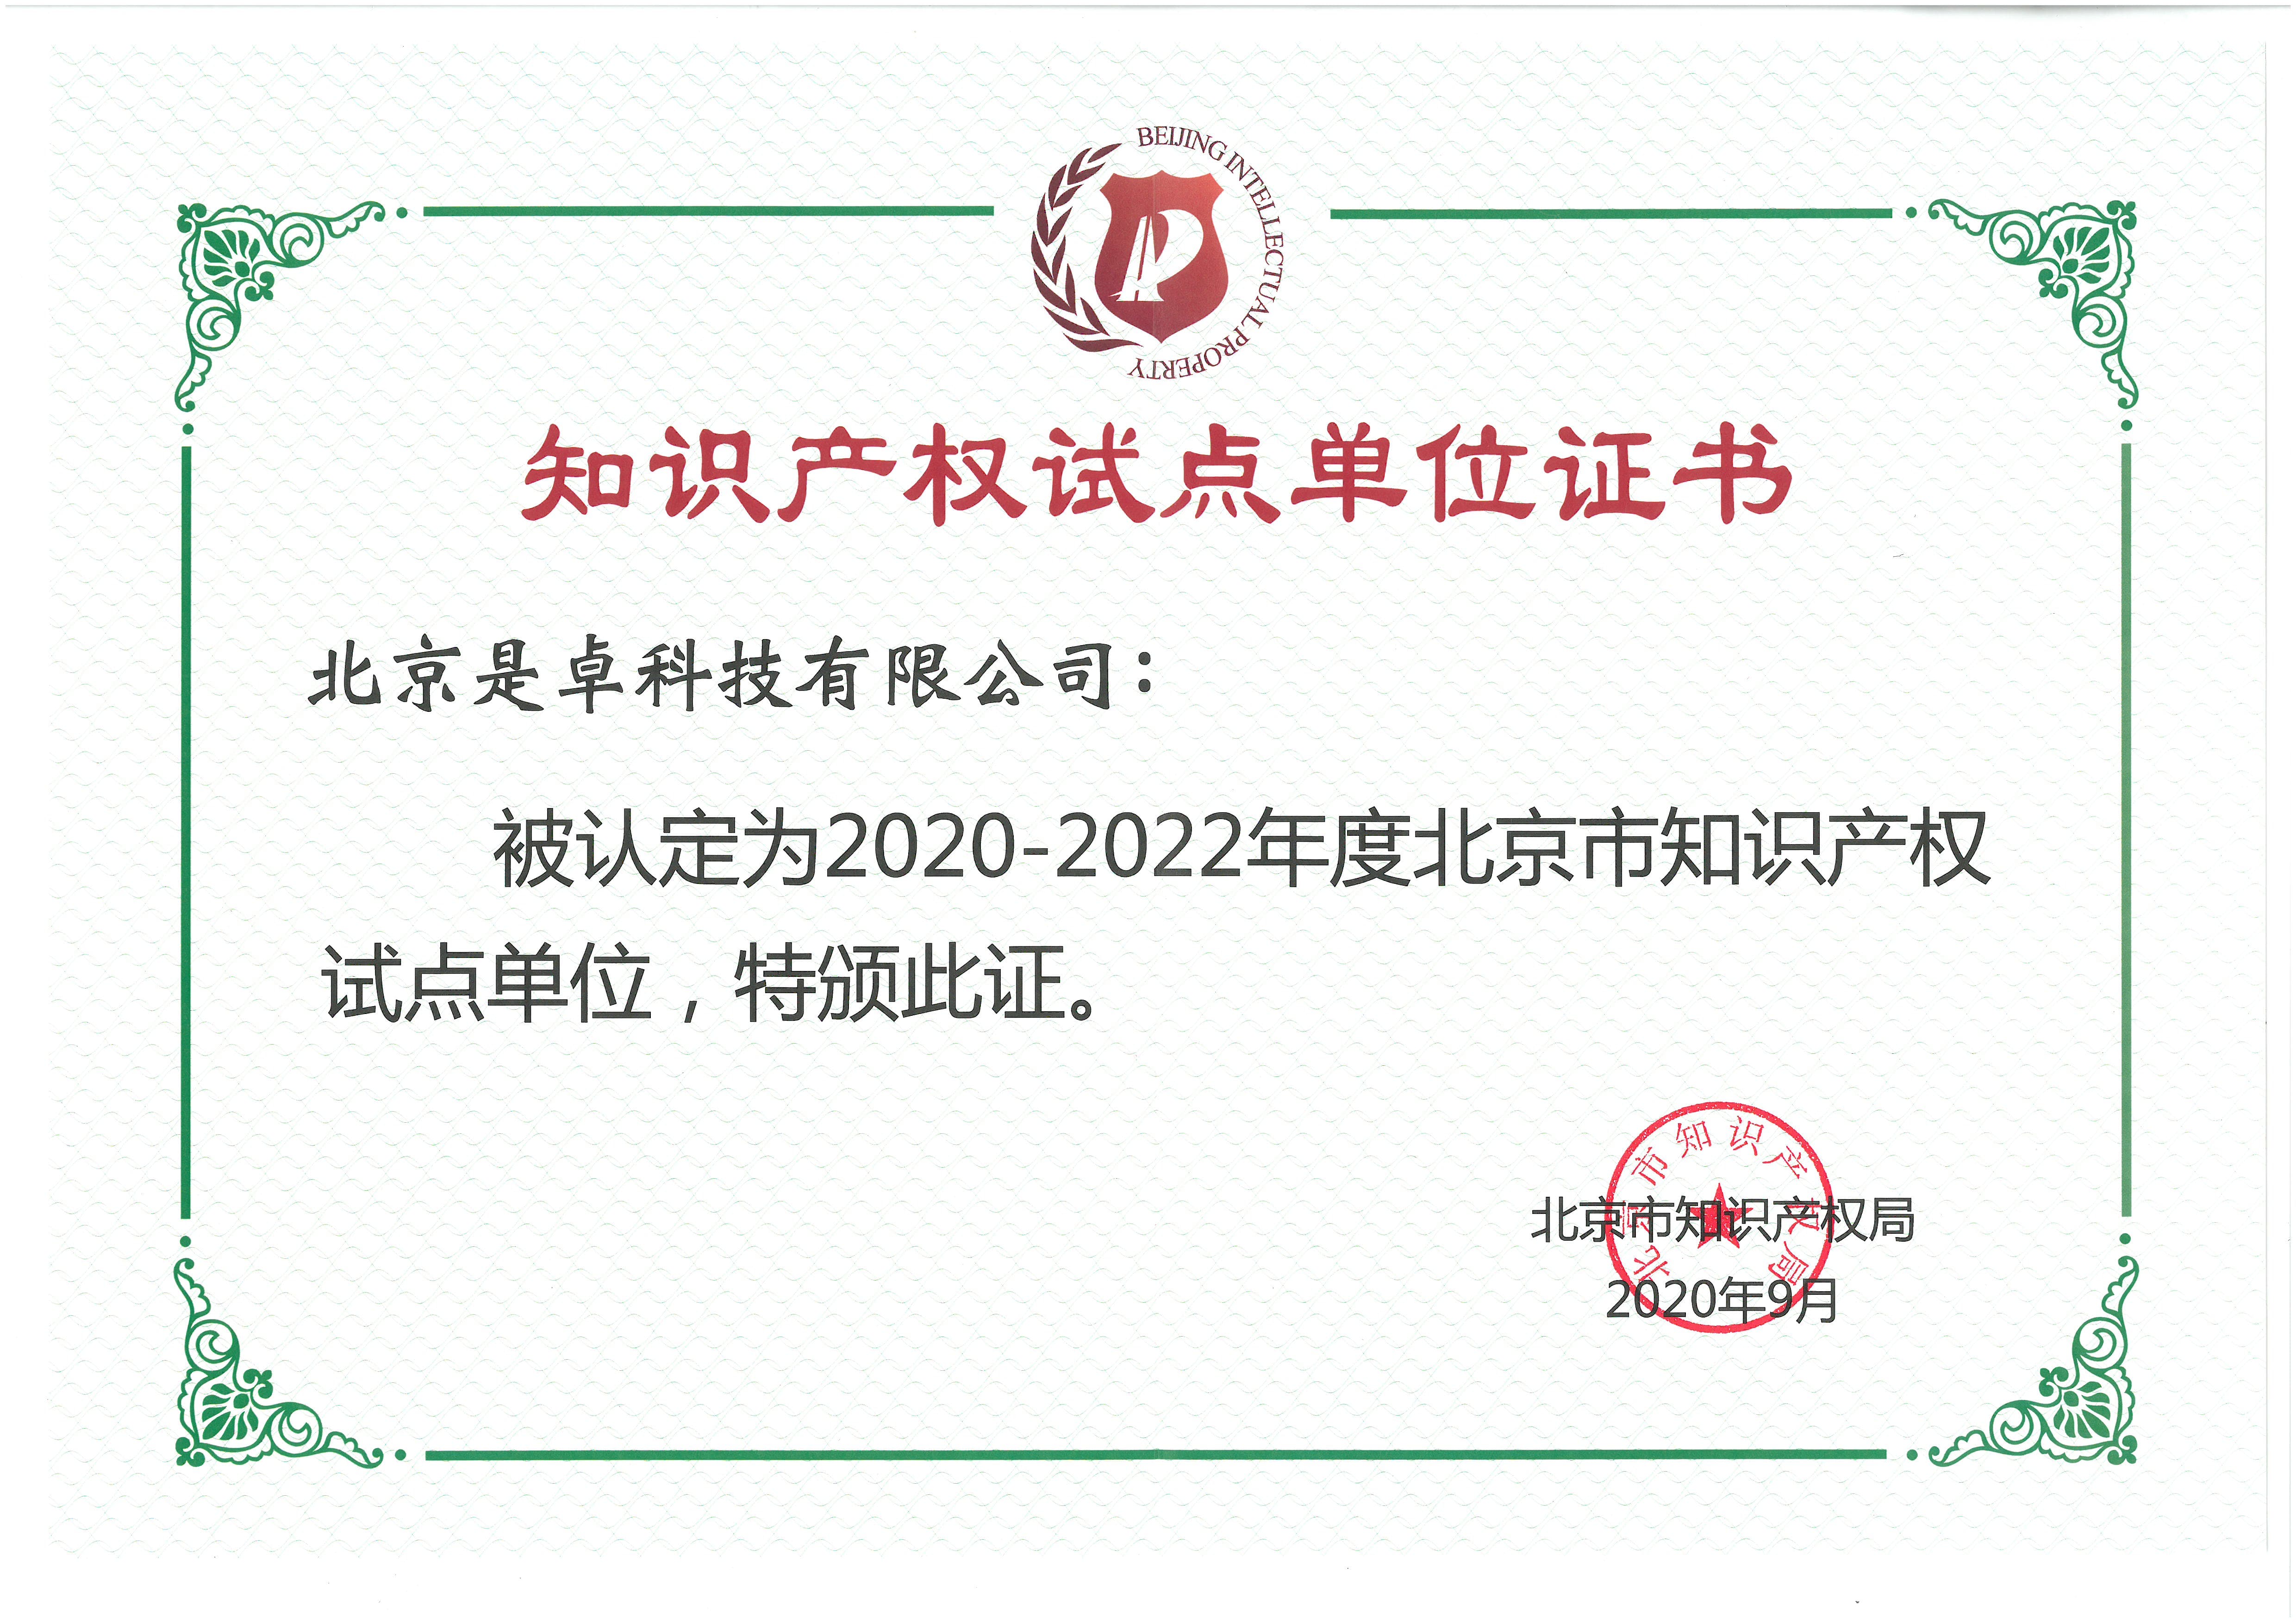 BEIJING INTELLECTUAL PROPERTY
知识产权试点单位证书
北京是卓科技有限公司：
被认定为2020-2022年度北京市知识产权
试点单位，特颁此证。
北京市知识产权局
北京市知识产权局
2020年9月